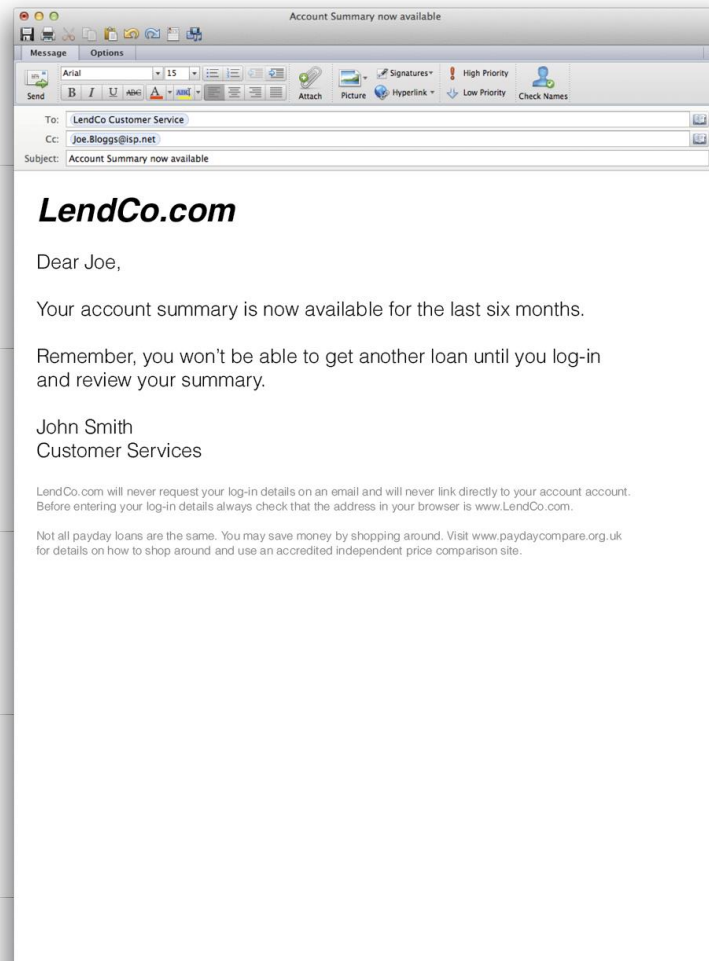 Account Summary now available
Message Options
Arial 15
Send
B I U ABC A ABC
Attach
Picture
Signatures
Hyperlink
High Priority
Low Priority
Check Names
To: LendCo Customer Service
Cc: Joe.Bloggs@isp.net
Subject: Account Summary now available
LendCo.com
Dear Joe,
Your account summary is now available for the last six months.
Remember, you won't be able to get another loan until you log-in
and review your summary.
John Smith
Customer Services
LendCo.com will never request your log-in details on an email and will never link directly to your account account.
Before entering your log-in details always check that the address in your browser is www.LendCo.com.
Not all payday loans are the same. You may save money by shopping around. Visit www.paydaycompare.org.uk
for details on how to shop around and use an accredited independent price comparison site.